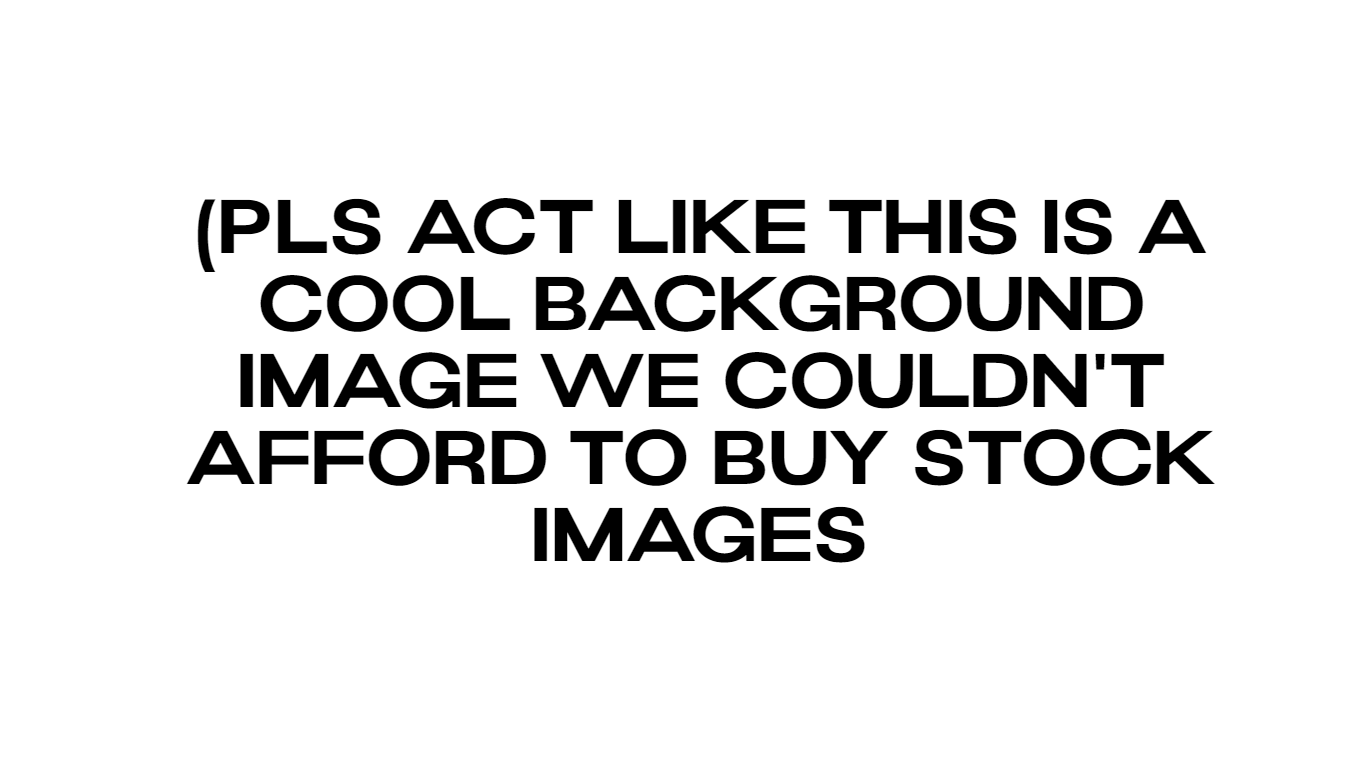 (PLS ACT LIKE THIS IS A
COOL BACKGROUND
IMAGE WE COULDN'T
AFFORD TO BUY STOCK
IMAGES